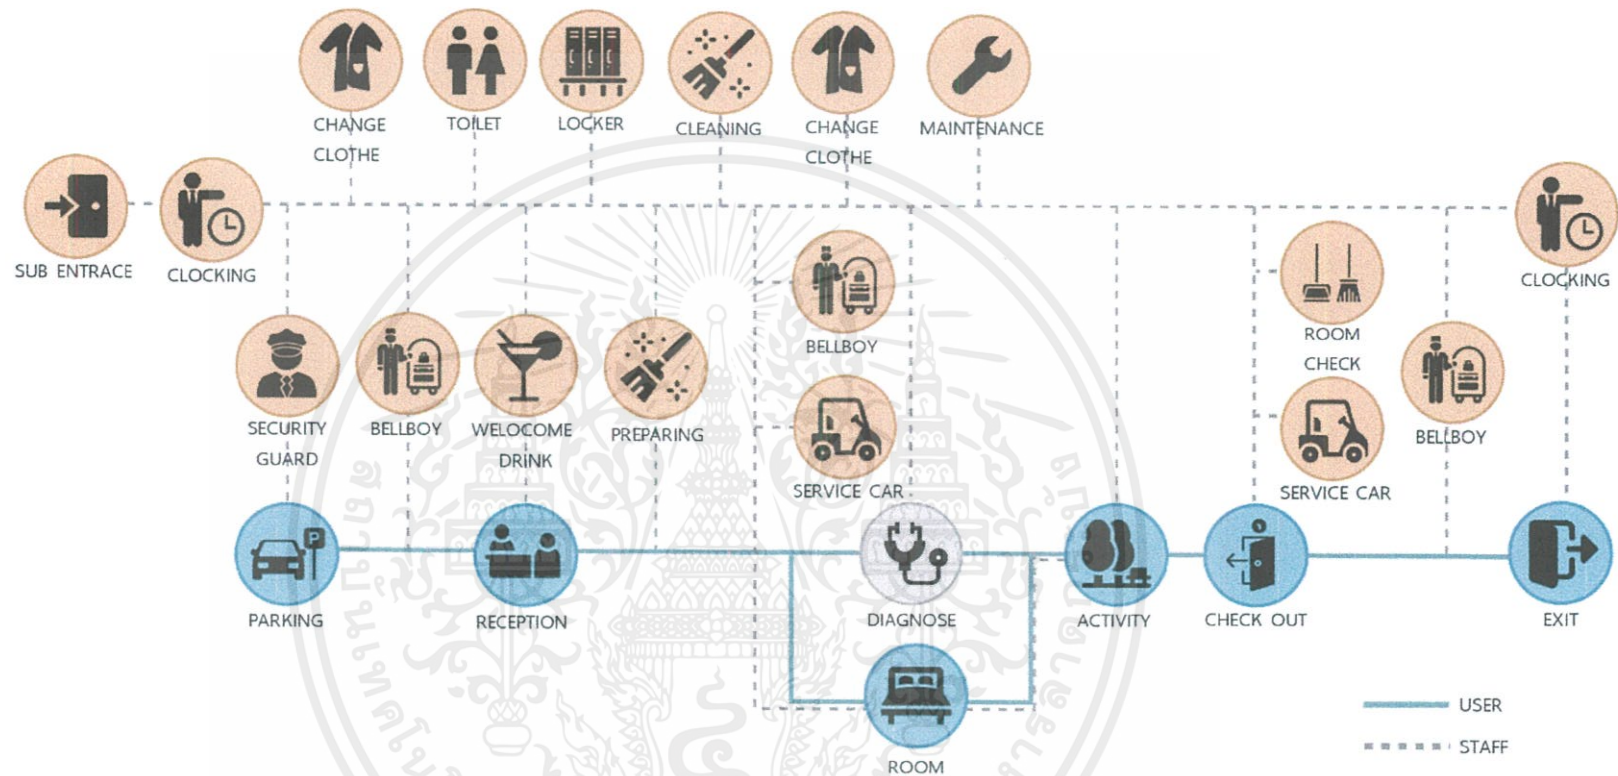 CHANGE
CLOTHE
TOILET
LOCKER
CLEANING
CHANGE
CLOTHE
MAINTENANCE
SUB ENTRACE
CLOCKING
CLOCKING
BELLBOY
ROOM
CHECK
SECURITY
GUARD
BELLBOY
WELOCOME
DRINK
PREPARING
BELLBOY
SERVICE CAR
SERVICE CAR
P
PARKING
RECEPTION
DIAGNOSE
ACTIVITY
CHECK OUT
EXIT
ROOM
USER
STAFF